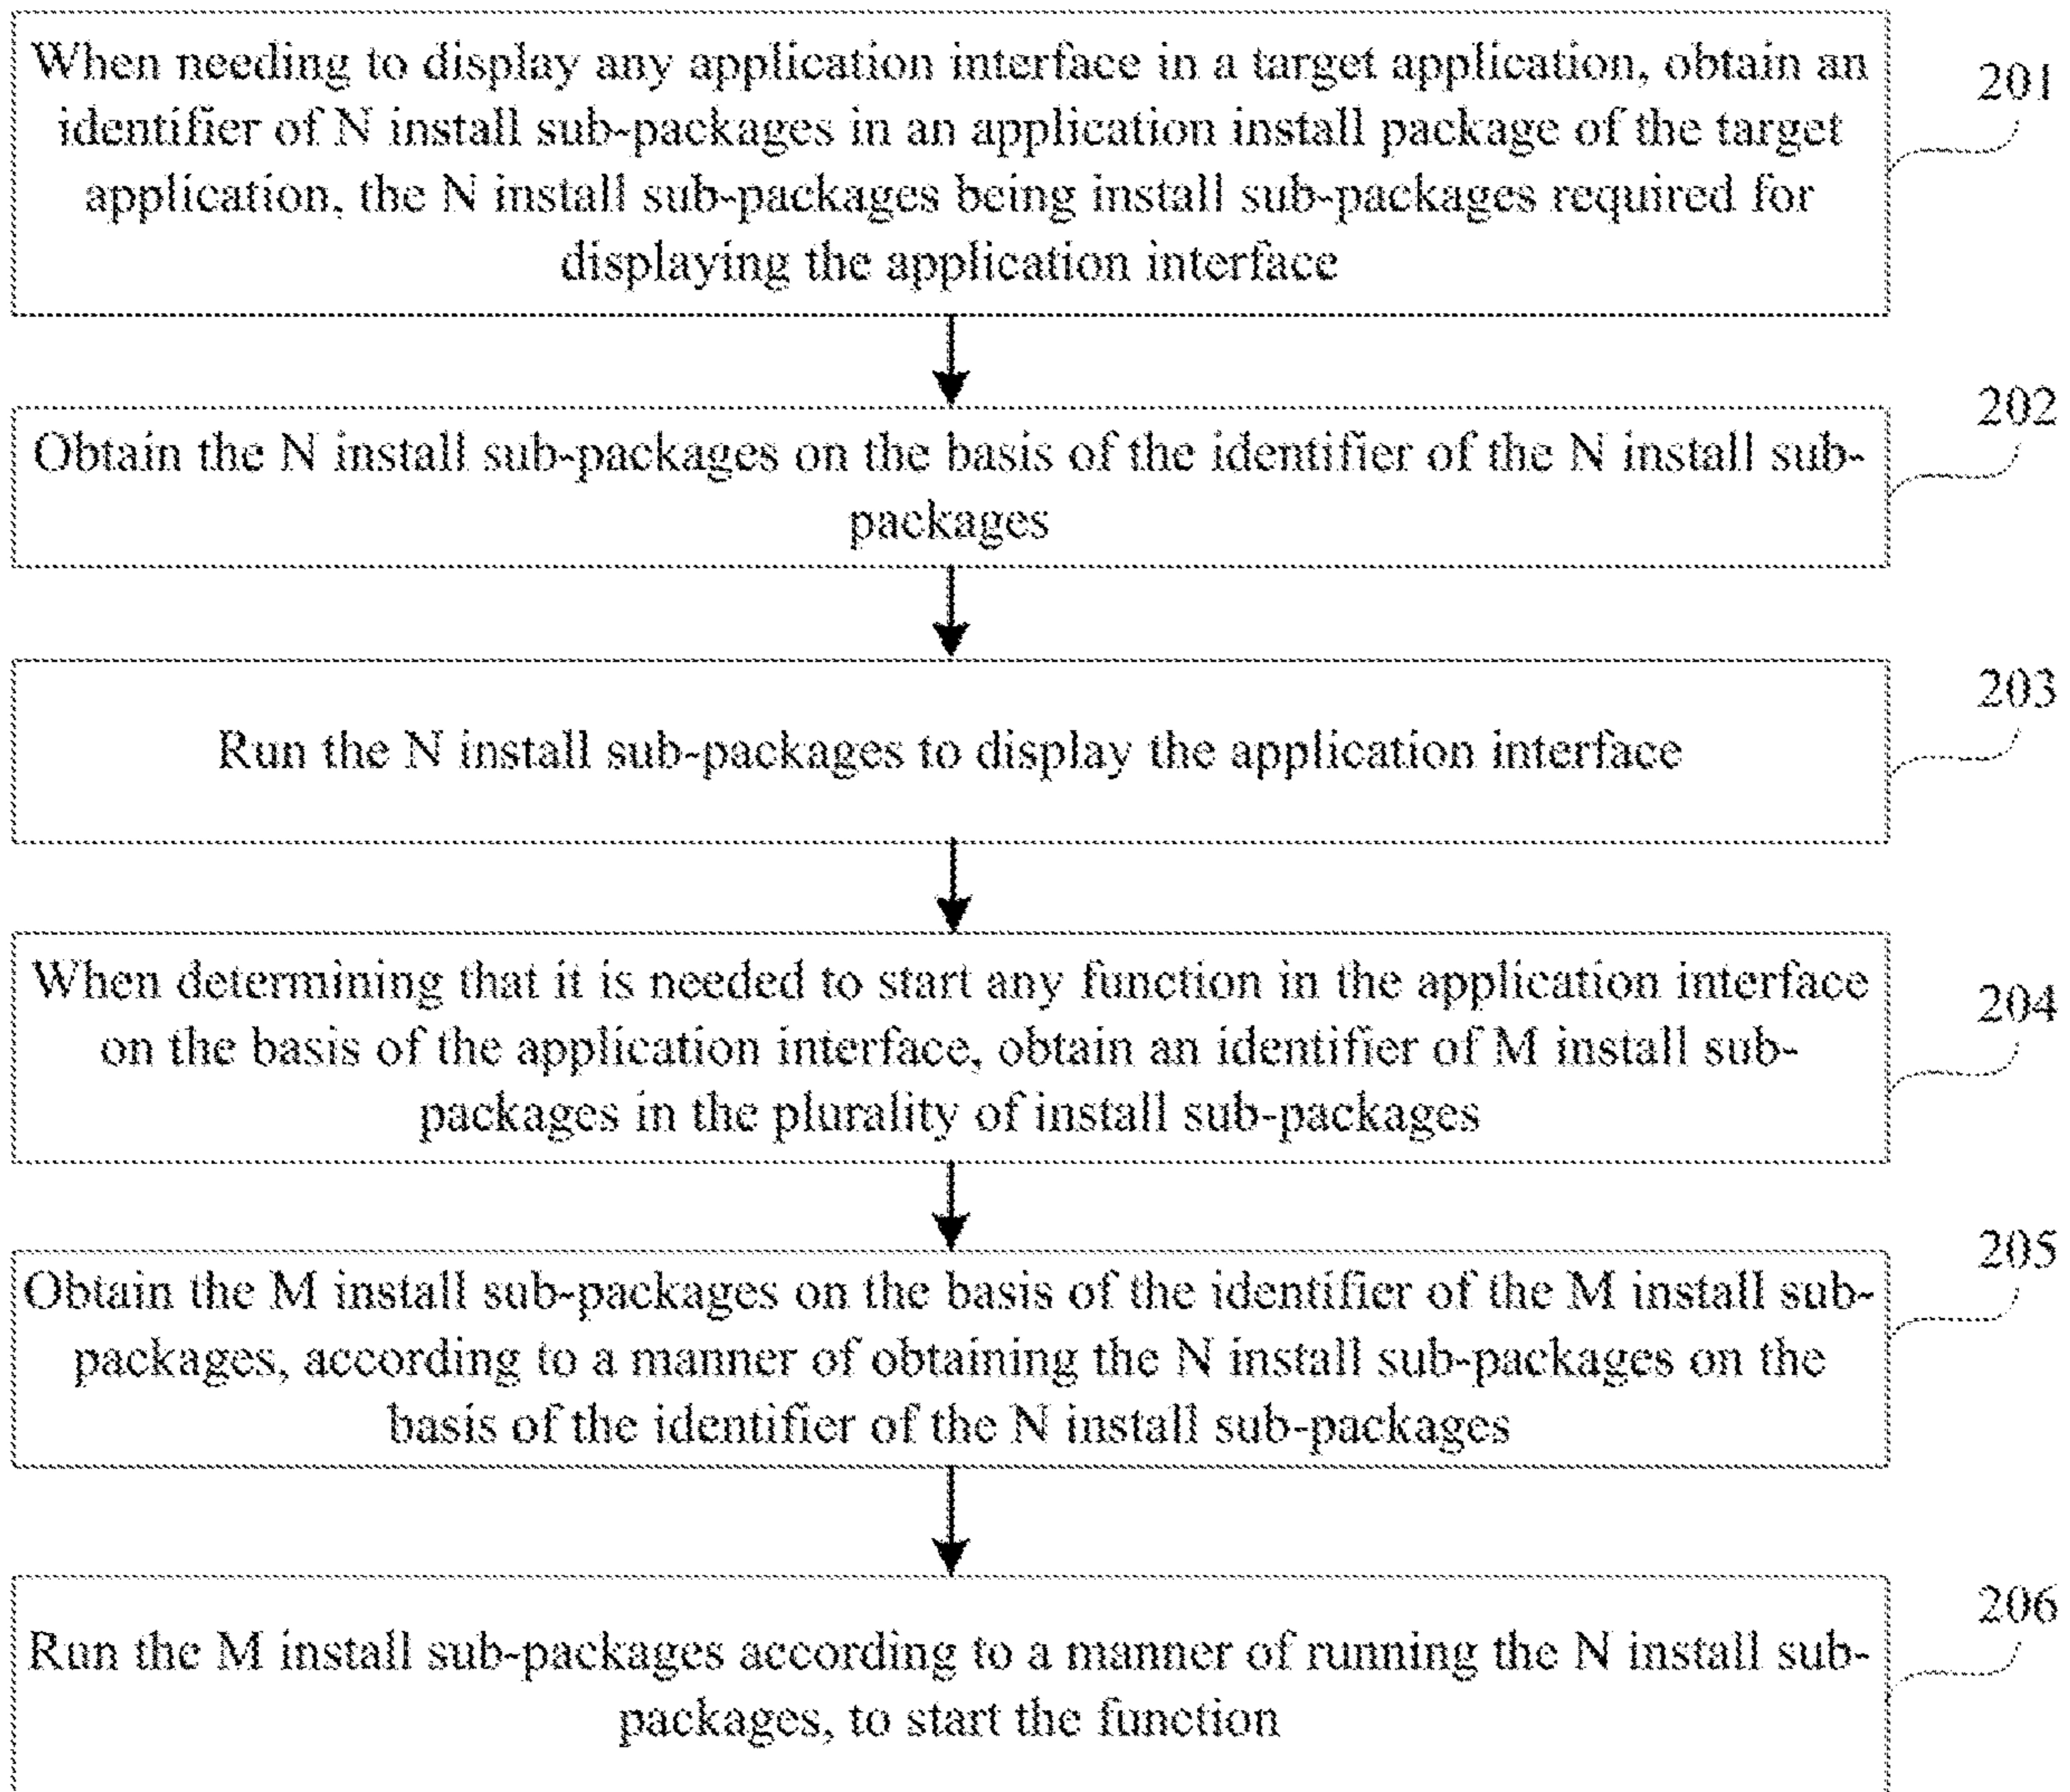 When needing to display any application interface in a target application, obtain an
identifier of N install sub-packages in an application install package of the target
application, the N install sub-packages being install sub-packages required for
displaying the application interface
201
Obtain the N install sub-packages on the basis of the identifier of the N install sub-
packages
202
Run the N install sub-packages to display the application interface
203
When determining that it is needed to start any function in the application interface
on the basis of the application interface, obtain an identifier of M install sub-
packages in the plurality of install sub-packages
204
Obtain the M install sub-packages on the basis of the identifier of the M install sub-
packages, according to a manner of obtaining the N install sub-packages on the
basis of the identifier of the N install sub-packages
205
Run the M install sub-packages according to a manner of running the N install sub-
packages, to start the function
206